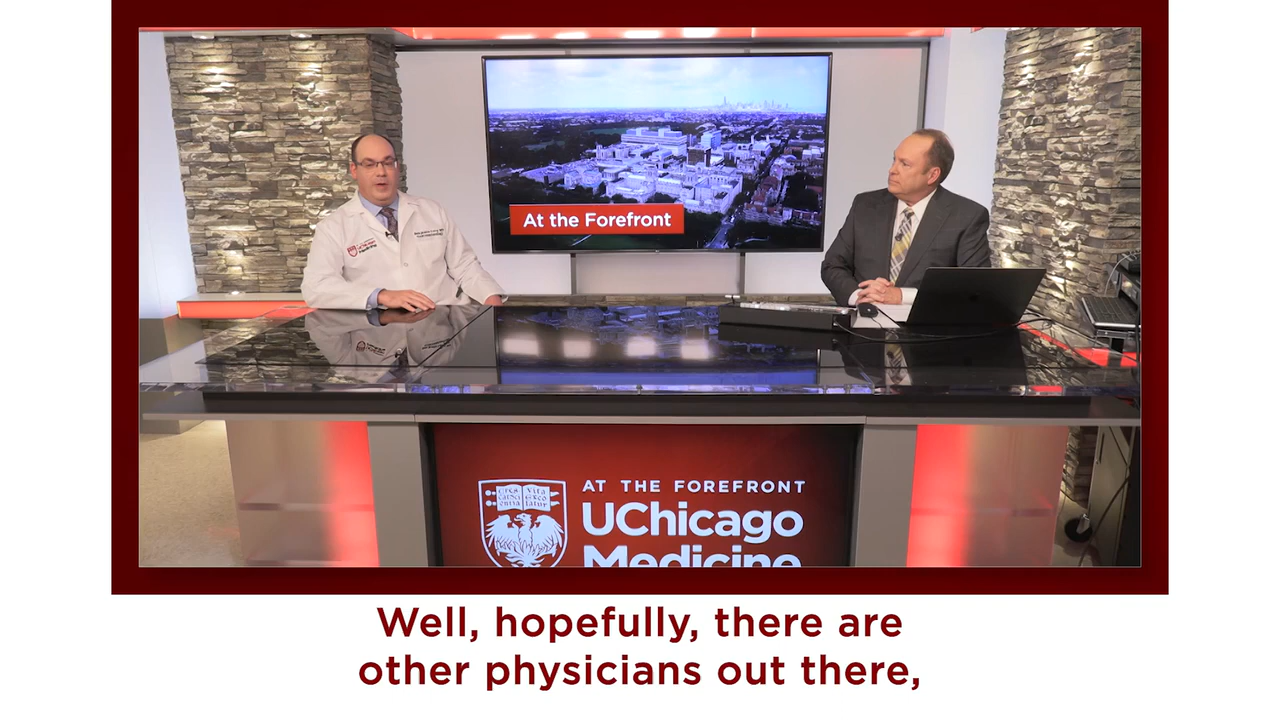 At the Forefront
AT THE FOREFRONT
UChicago
Medicine
Well, hopefully, there are
other physicians out there,